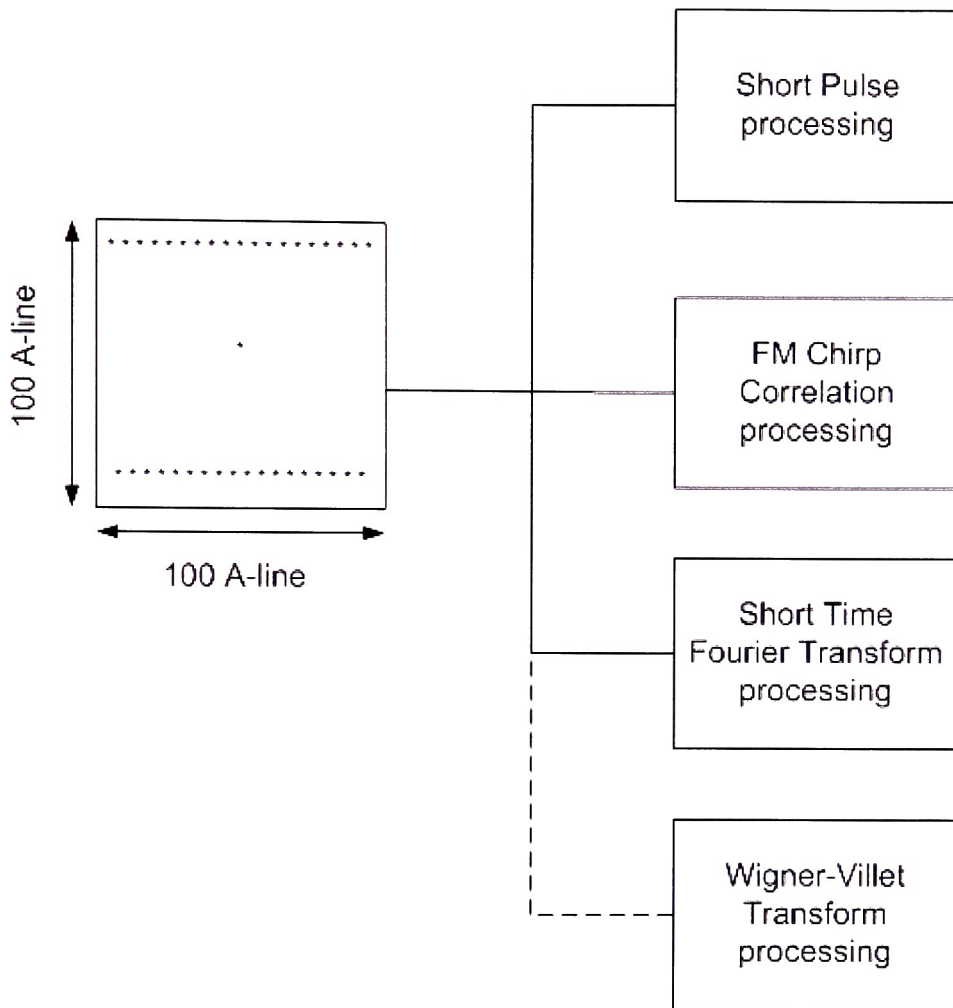 Short Pulse
processing
100 A-line
FM Chirp
Correlation
processing
100 A-line
Short Time
Fourier Transform
processing
Wigner-Villet
Transform
processing